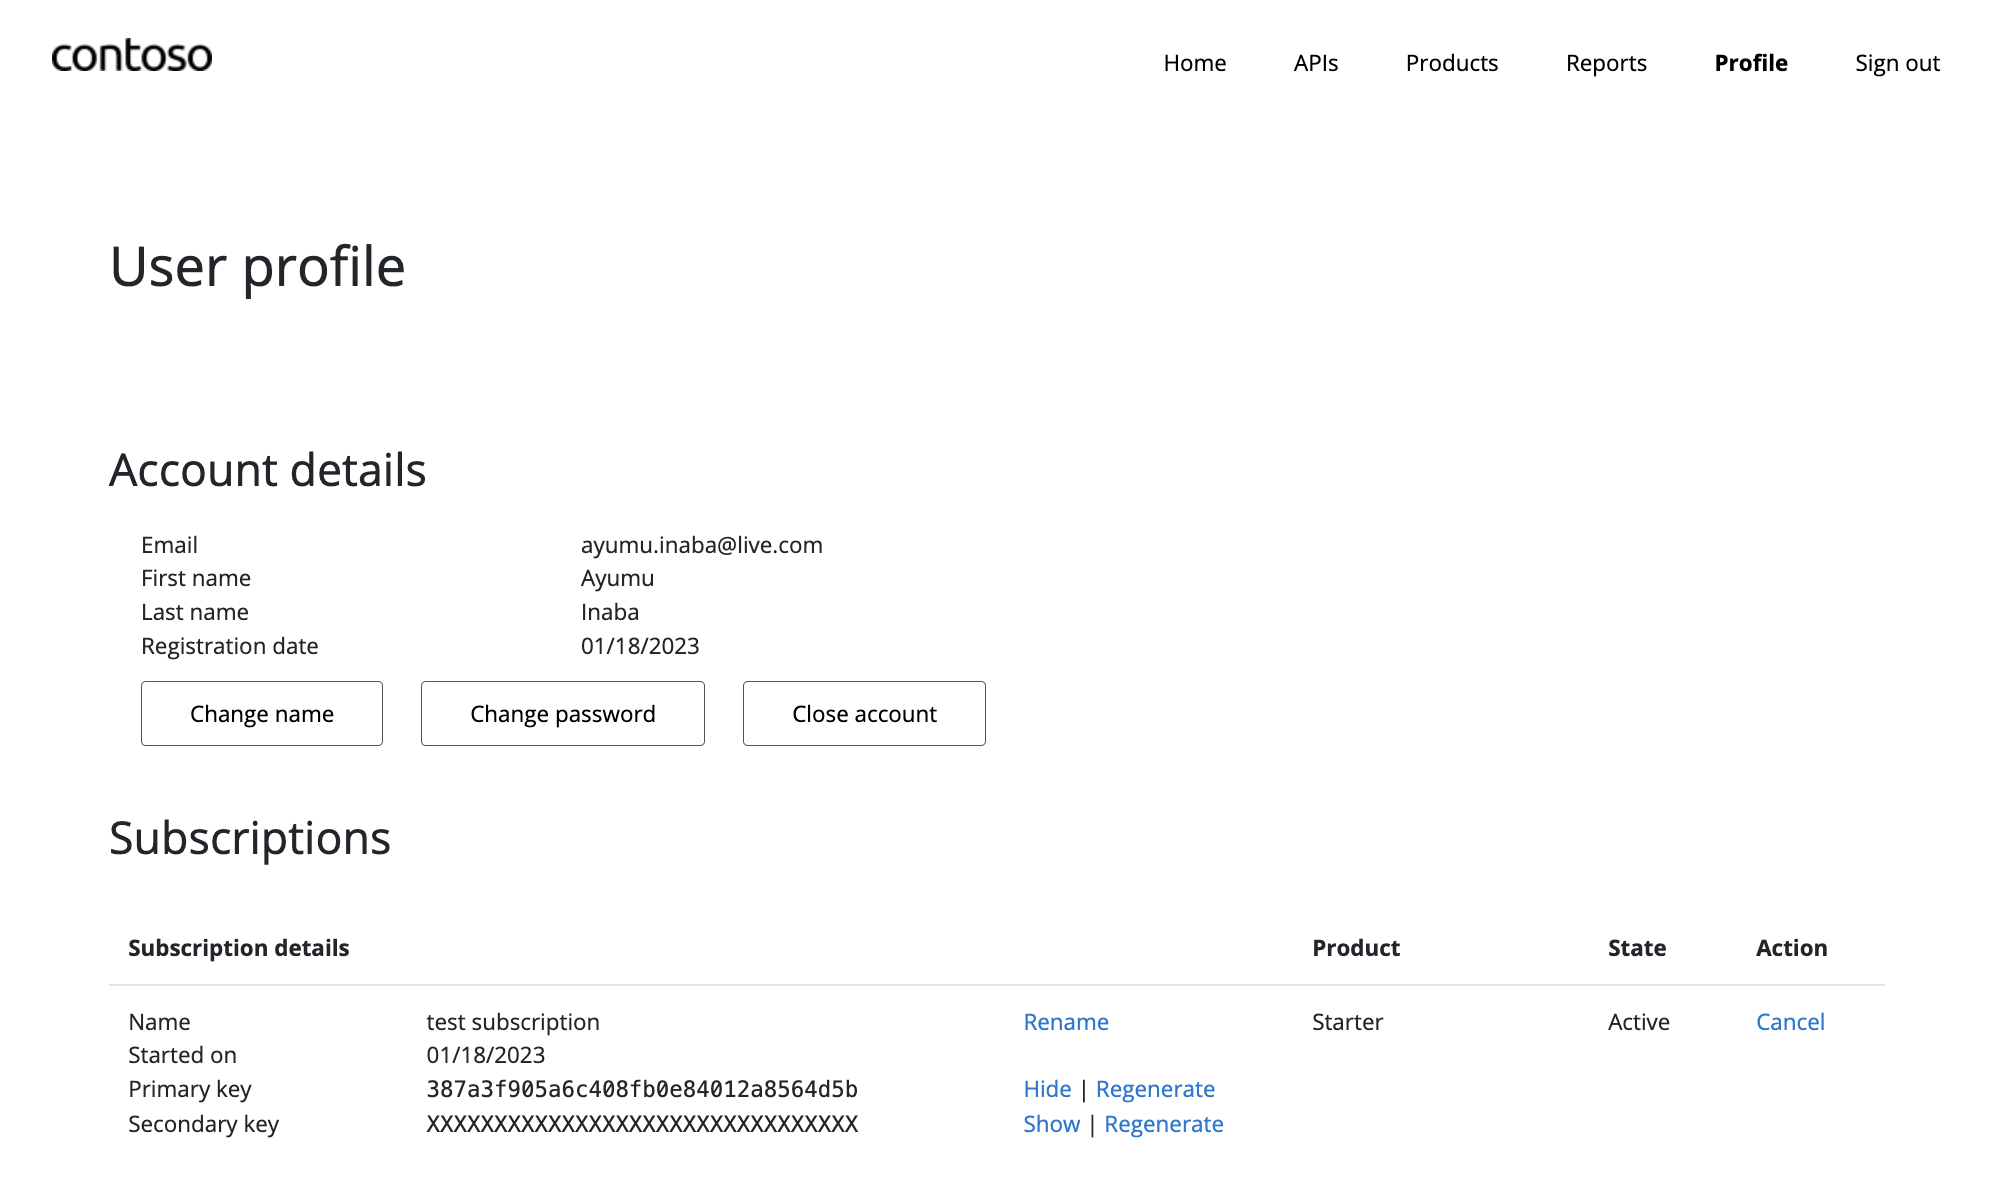 contoso
Home APIs Products Reports Profile Sign out
User profile
Account details
Email ayumu.inaba@live.com
First name Ayumu
Last name Inaba
Registration date 01/18/2023
Change name Change password Close account
Subscriptions
Subscription details Product State Action
Name test subscription Rename Starter Active Cancel
Started on 01/18/2023
Primary key 387a3f905a6c408fb0e84012a8564d5b Hide | Regenerate
Secondary key XXXXXXXXXXXXXXXXXXXXXXXXXXXXXXXX Show | Regenerate